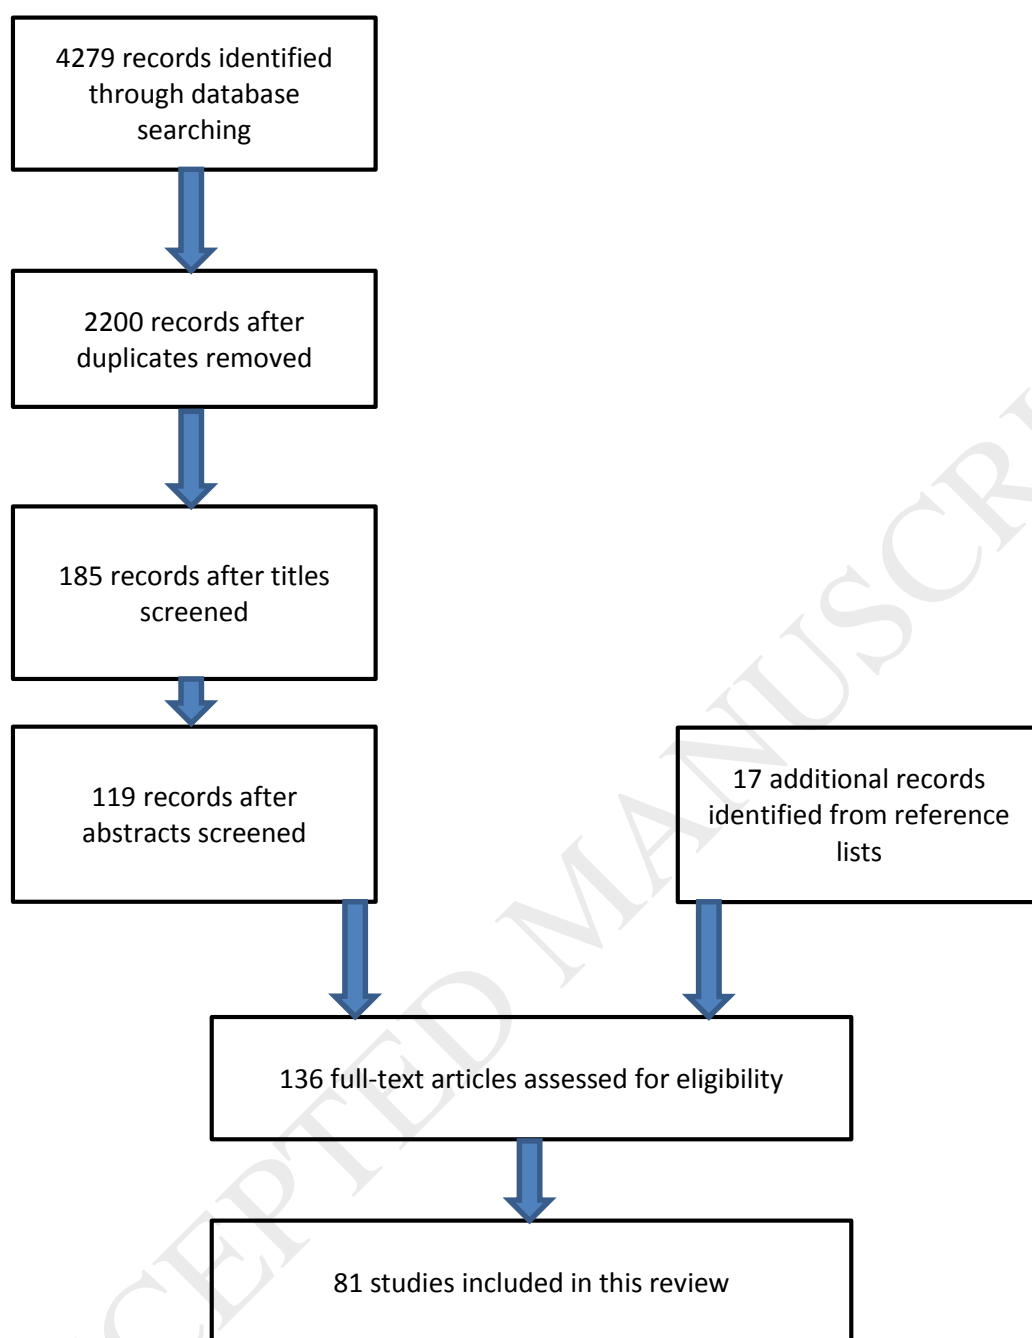 4279 records identified
through database
searching
2200 records after
duplicates removed
185 records after titles
screened
119 records after
abstracts screened
17 additional records
identified from reference
lists
136 full-text articles assessed for eligibility
81 studies included in this review
CEPTED MANUSCRI